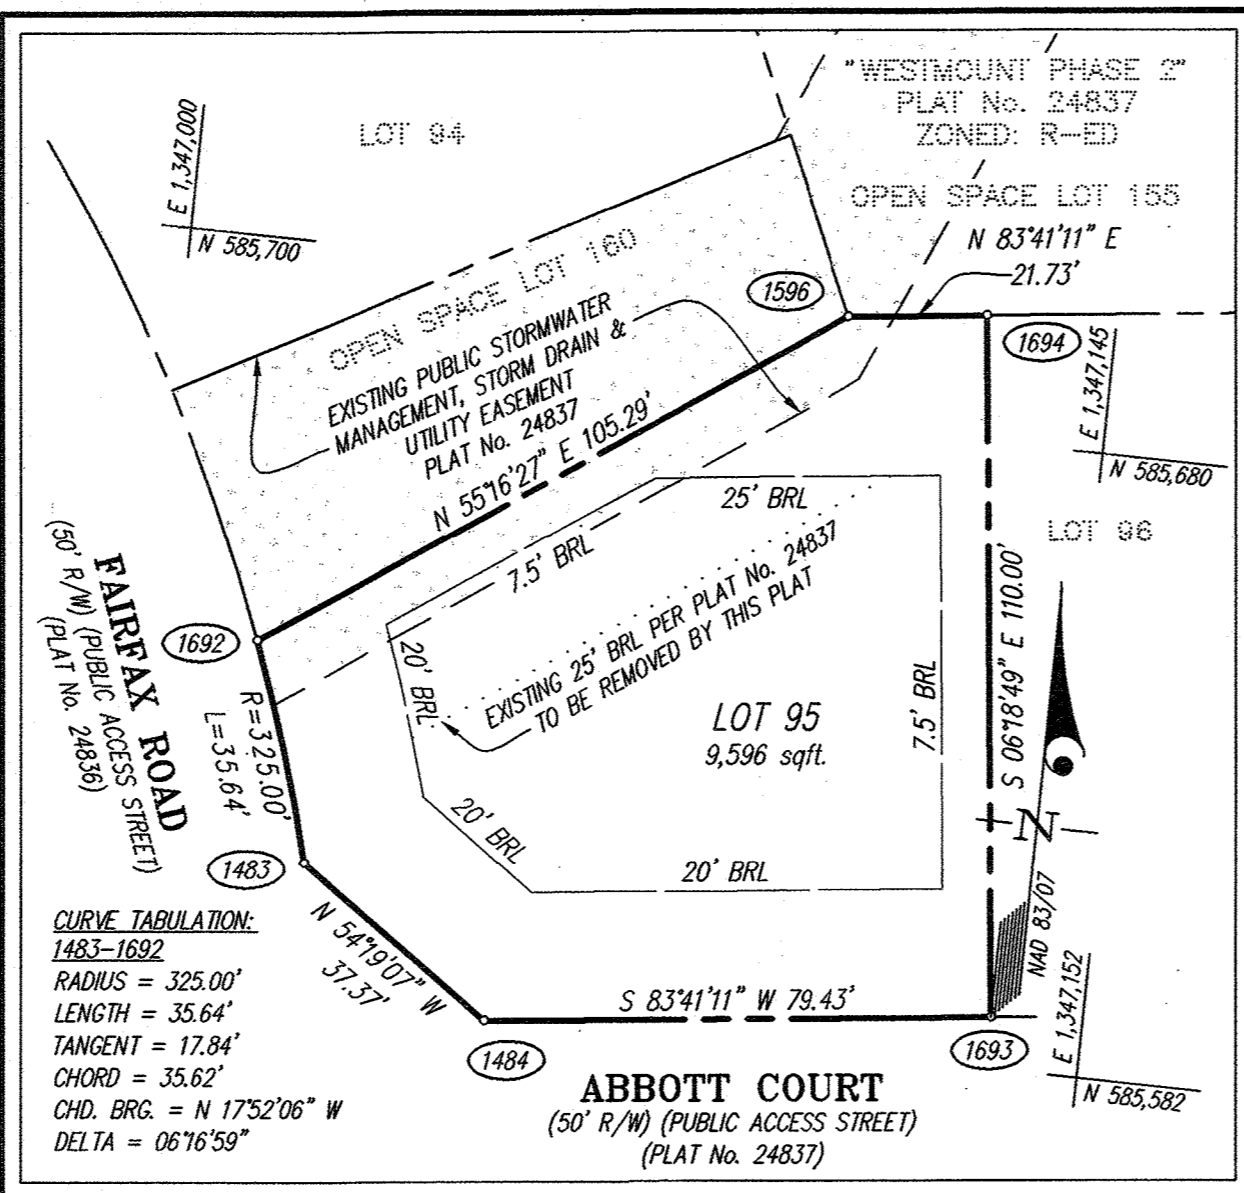 "WESTMOUNT PHASE 2"
PLAT No. 24837
ZONED: R-ED
LOT 94
E 1,347,000
N 585,700
OPEN SPACE LOT 155
N 83°41'11" E
21.73'
OPEN SPACE LOT 160
1596
1694
EXISTING PUBLIC STORMWATER
MANAGEMENT, STORM DRAIN &
UTILITY EASEMENT
PLAT No. 24837
N 55°16'27" E 105.29'
E 1,347,145
N 585,680
25' BRL
7.5' BRL
LOT 96
EXISTING 25' BRL PER PLAT No. 24837
TO BE REMOVED BY THIS PLAT
FAIRFAX ROAD
(50' R/W) (PUBLIC ACCESS STREET)
(PLAT No. 24836)
1692
20' BRL
R=325.00'
L=35.64'
LOT 95
9,596 sqft.
7.5' BRL
S 06°18'49" E 110.00'
N
NAD 83/07
20' BRL
20' BRL
1483
N 54°19'07" W
37.37'
CURVE TABULATION:
1483-1692
RADIUS = 325.00'
LENGTH = 35.64'
TANGENT = 17.84'
CHORD = 35.62'
CHD. BRG. = N 17°52'06" W
DELTA = 06°16'59"
S 83°41'11" W 79.43'
E 1,347,152
N 585,582
1484
1693
ABBOTT COURT
(50' R/W) (PUBLIC ACCESS STREET)
(PLAT No. 24837)